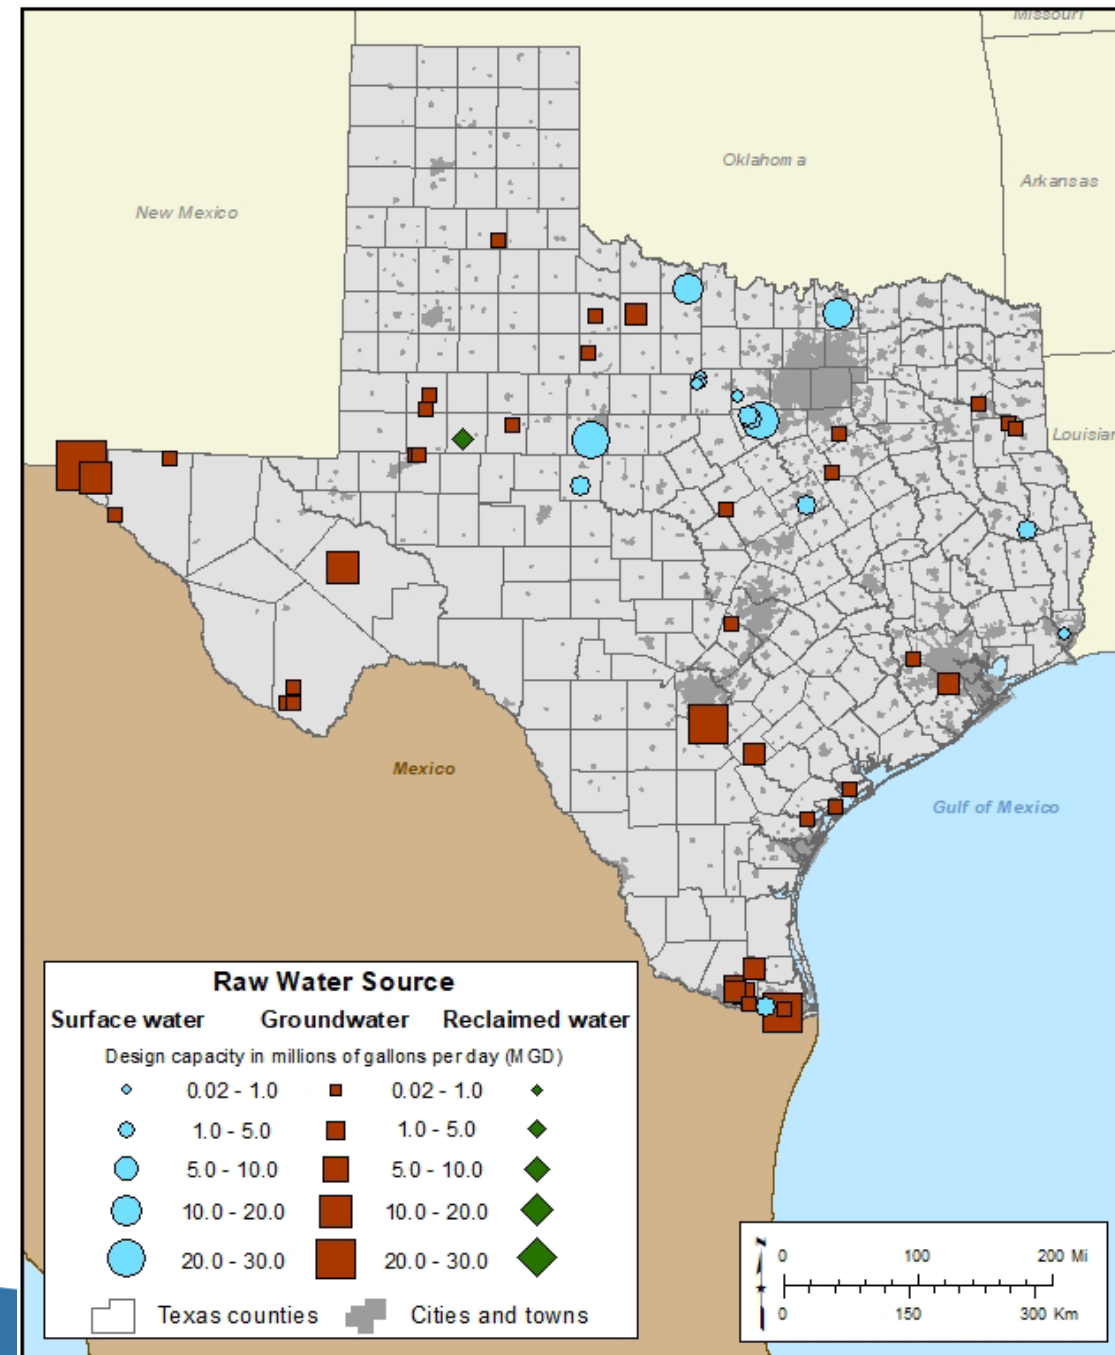 Missouri
Oklahoma
Arkansas
New Mexico
Louisian
Mexico
Gulf of Mexico
Raw Water Source
Surface water Groundwater Reclaimed water
Design capacity in millions of gallons per day (MGD)
0.02 - 1.0 0.02 - 1.0
1.0 - 5.0 1.0 - 5.0
5.0 - 10.0 5.0 - 10.0
10.0 - 20.0 10.0 - 20.0
20.0 - 30.0 20.0 - 30.0
Texas counties Cities and towns
N
0 100 200 Mi
0 150 300 Km